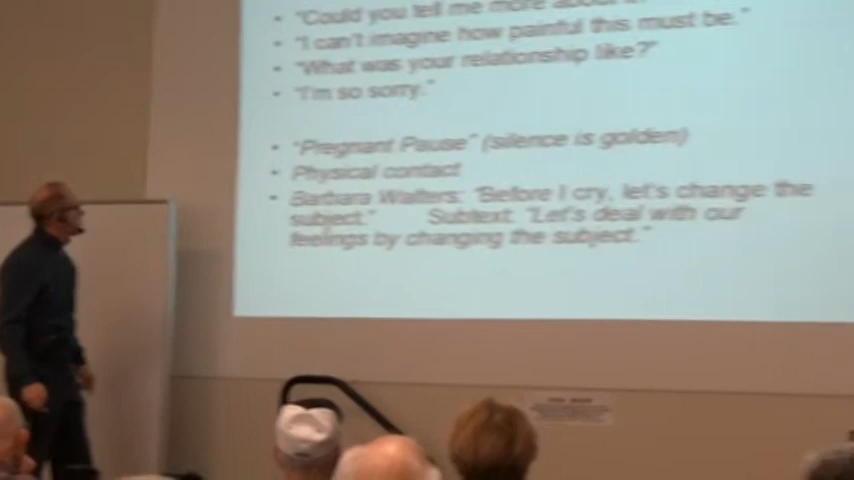 • "Could you tell me more about it
• "I can't imagine how painful this must be."
• "What was your relationship like?"
• "I'm so sorry."
• "Pregnant Pause" (silence is golden)
• Physical contact
• Barbara Walters: "Before I cry, let's change the
subject." Subtext: "Let's deal with our
feelings by changing the subject."